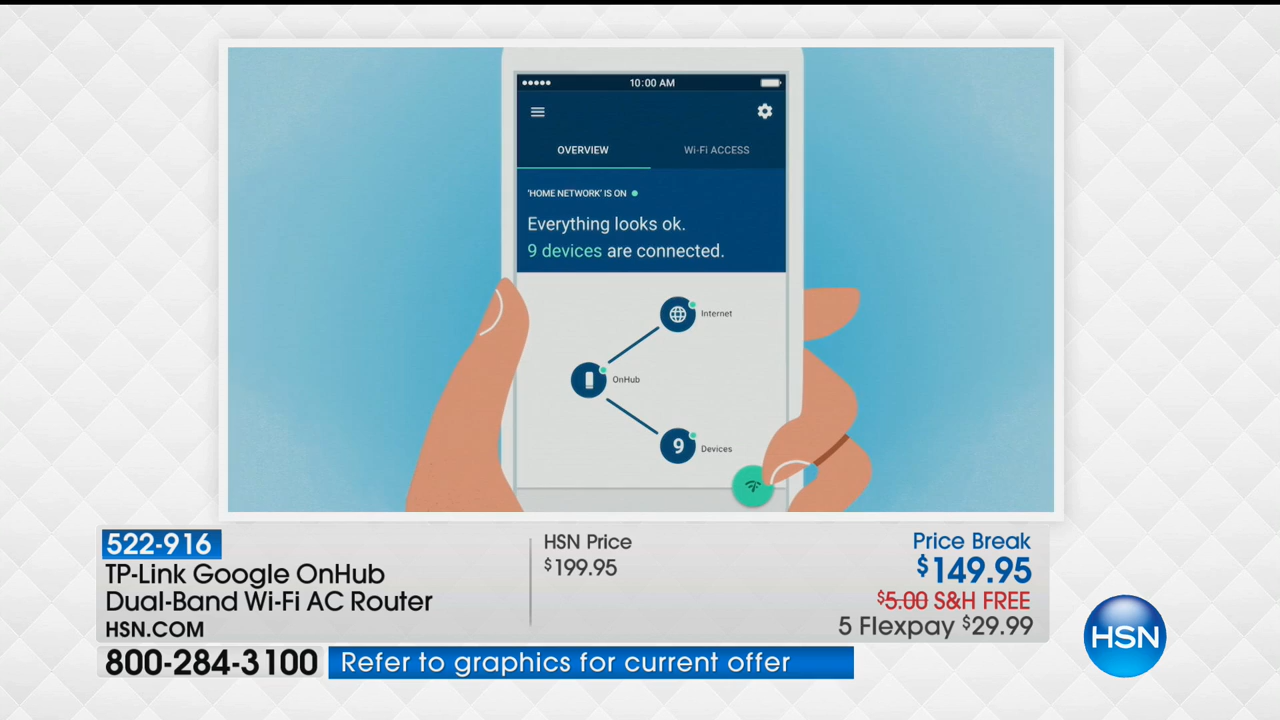 10:00 AM
OVERVIEW
Wi-Fi ACCESS
'HOME NETWORK' IS ON
Everything looks ok.
9 devices are connected.
Internet
OnHub
9
Devices
522-916
TP-Link Google OnHub
Dual-Band Wi-Fi AC Router
HSN.COM
HSN Price
$199.95
Price Break
$149.95
$5.00 S&H FREE
5 Flexpay $29.99
HSN
800-284-3100
Refer to graphics for current offer